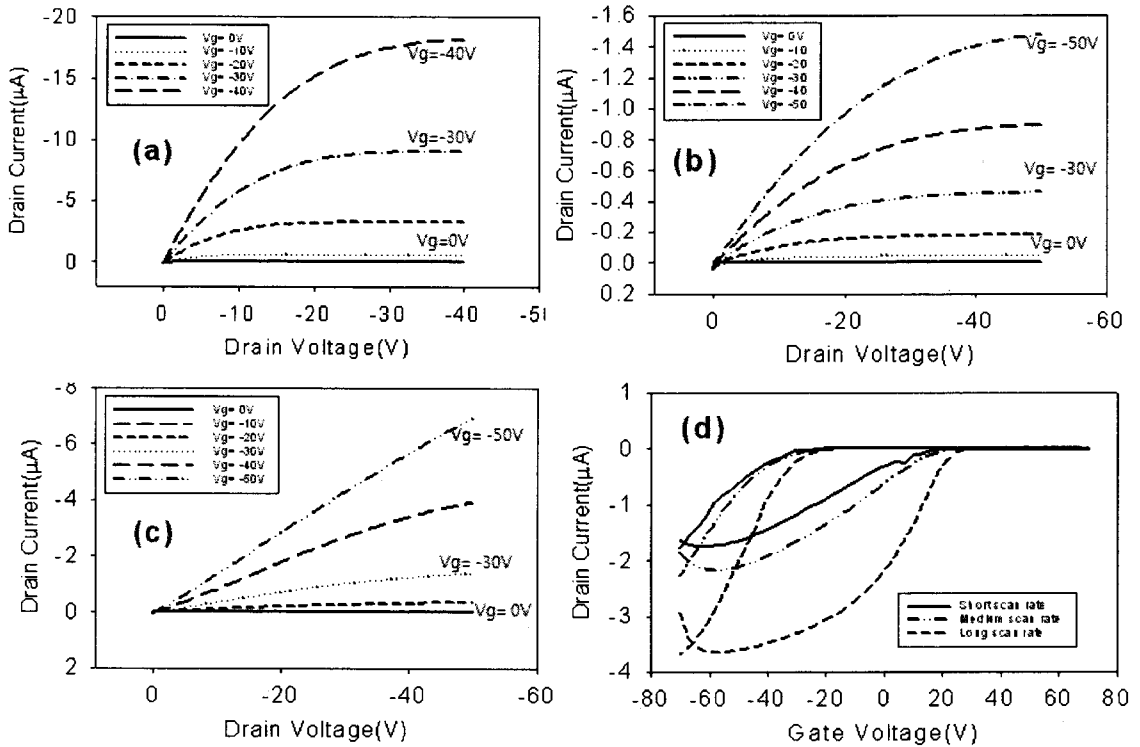 -20
-15
-10
-5
0
Drain Current(μA)
Vg= 0V
Vg= -10V
Vg= -20V
Vg= -30V
Vg= -40V
(a)
Vg=-40V
Vg=-30V
Vg=0V
0
-10
-20
-30
-40
Drain Voltage(V)
-1.6
-1.4
-1.2
-1.0
-0.8
-0.6
-0.4
-0.2
0.0
0.2
Drain Current(μA)
Vg= 0V
Vg= -10
Vg= -20
Vg= -30
Vg= -40
Vg= -50
(b)
Vg= -50V
Vg= -30V
Vg= 0V
0
-20
-40
-60
Drain Voltage(V)
-8
-6
-4
-2
0
2
Drain Current(μA)
Vg= 0V
Vg= -10V
Vg= -20V
Vg= -30V
Vg= -40V
Vg= -50V
(c)
Vg= -50V
Vg= -30V
Vg= 0V
0
-20
-40
-60
Drain Voltage(V)
1
0
-1
-2
-3
-4
Drain Current(μA)
(d)
Short scan rate
Medium scan rate
Long scan rate
-80
-60
-40
-20
0
20
40
60
80
Gate Voltage(V)